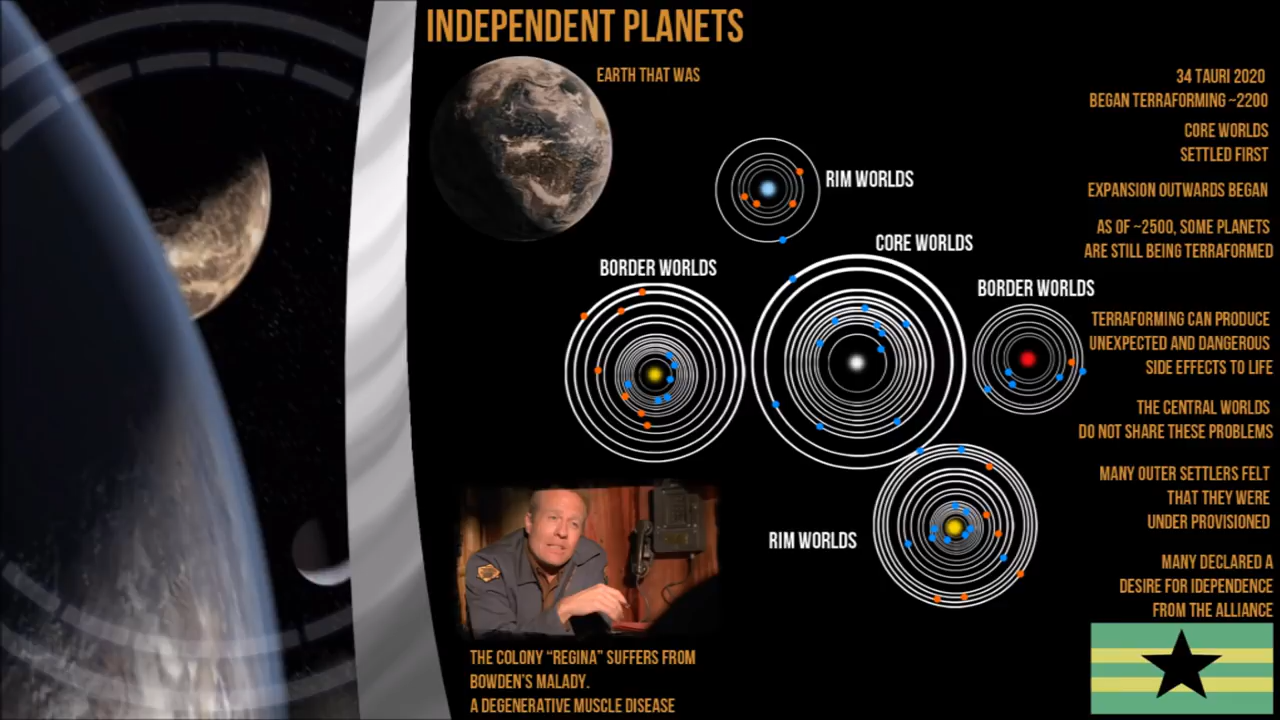 INDEPENDENT PLANETS
EARTH THAT WAS
RIM WORLDS
CORE WORLDS
BORDER WORLDS
BORDER WORLDS
RIM WORLDS
34 TAURI 2020
BEGAN TERRAFORMING ~2200
CORE WORLDS
SETTLED FIRST
EXPANSION OUTWARDS BEGAN
AS OF ~2500, SOME PLANETS
ARE STILL BEING TERRAFORMED
TERRAFORMING CAN PRODUCE
UNEXPECTED AND DANGEROUS
SIDE EFFECTS TO LIFE
THE CENTRAL WORLDS
DO NOT SHARE THESE PROBLEMS
MANY OUTER SETTLERS FELT
THAT THEY WERE
UNDER PROVISIONED
MANY DECLARED A
DESIRE FOR IDEPENDENCE
FROM THE ALLIANCE
THE COLONY “REGINA” SUFFERS FROM
BOWDEN'S MALADY.
A DEGENERATIVE MUSCLE DISEASE